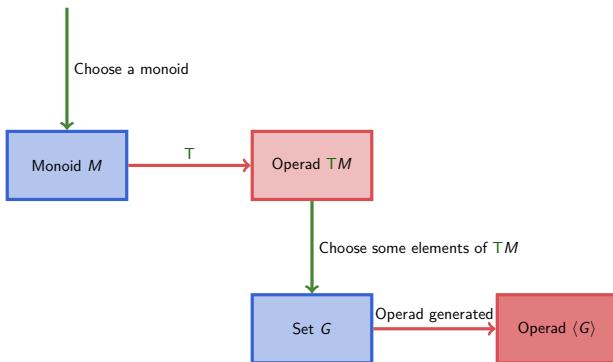 Choose a monoid
Monoid M
T
Operad TM
Choose some elements of TM
Set G
Operad generated
Operad ⟨G⟩